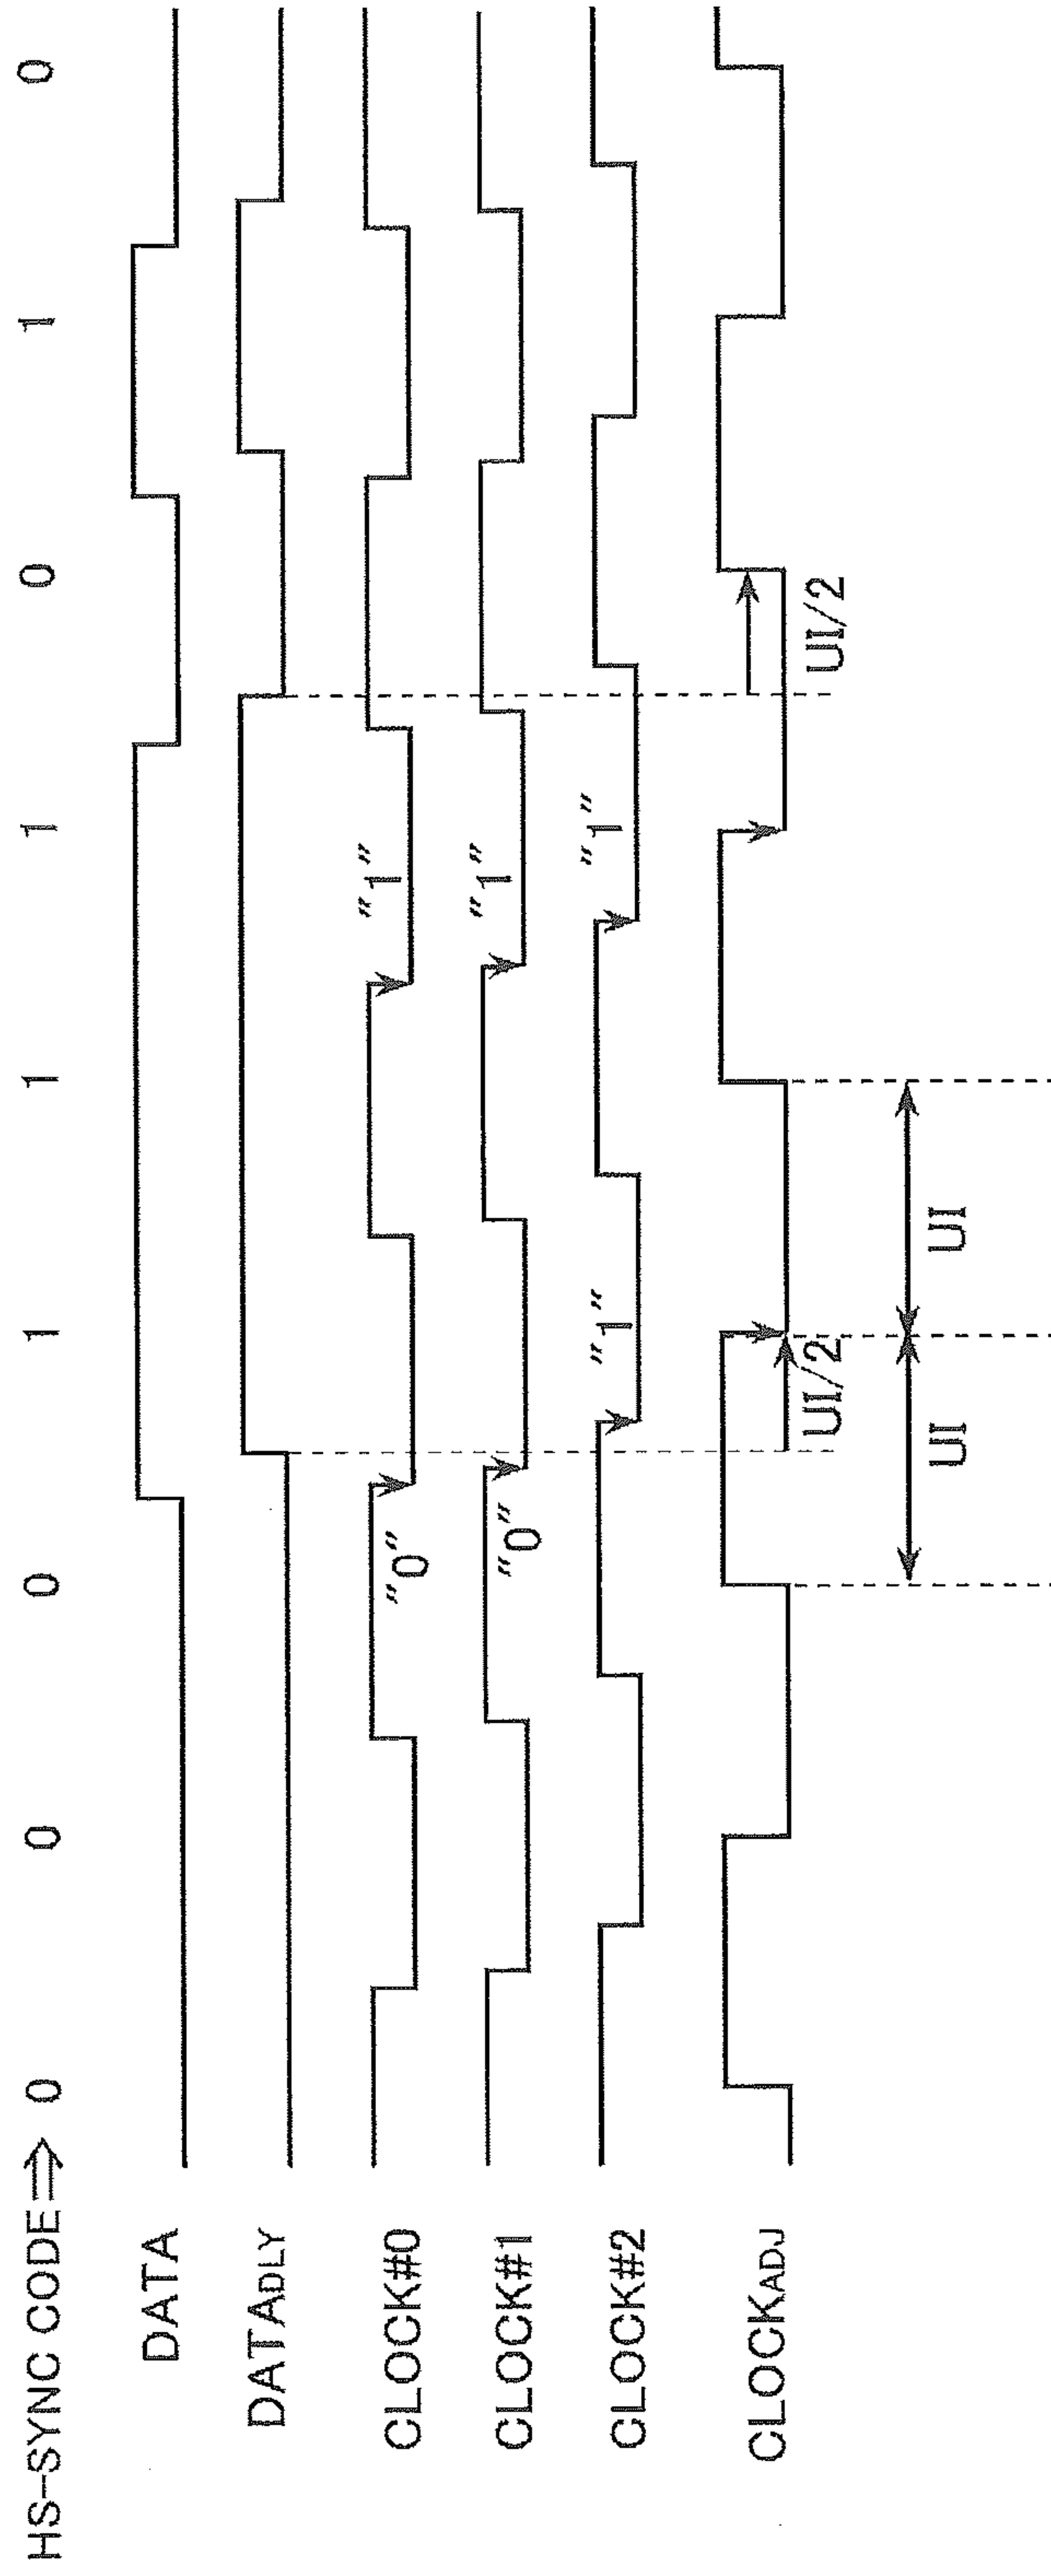 HS-SYNC CODE⇒ 0 0 0 1 1 1 0 1 0
DATA
DATADLY
CLOCK#0 "0" "1"
CLOCK#1 "0" "1"
CLOCK#2 "1" "1"
CLOCKADJ
UI/2 UI/2
UI UI